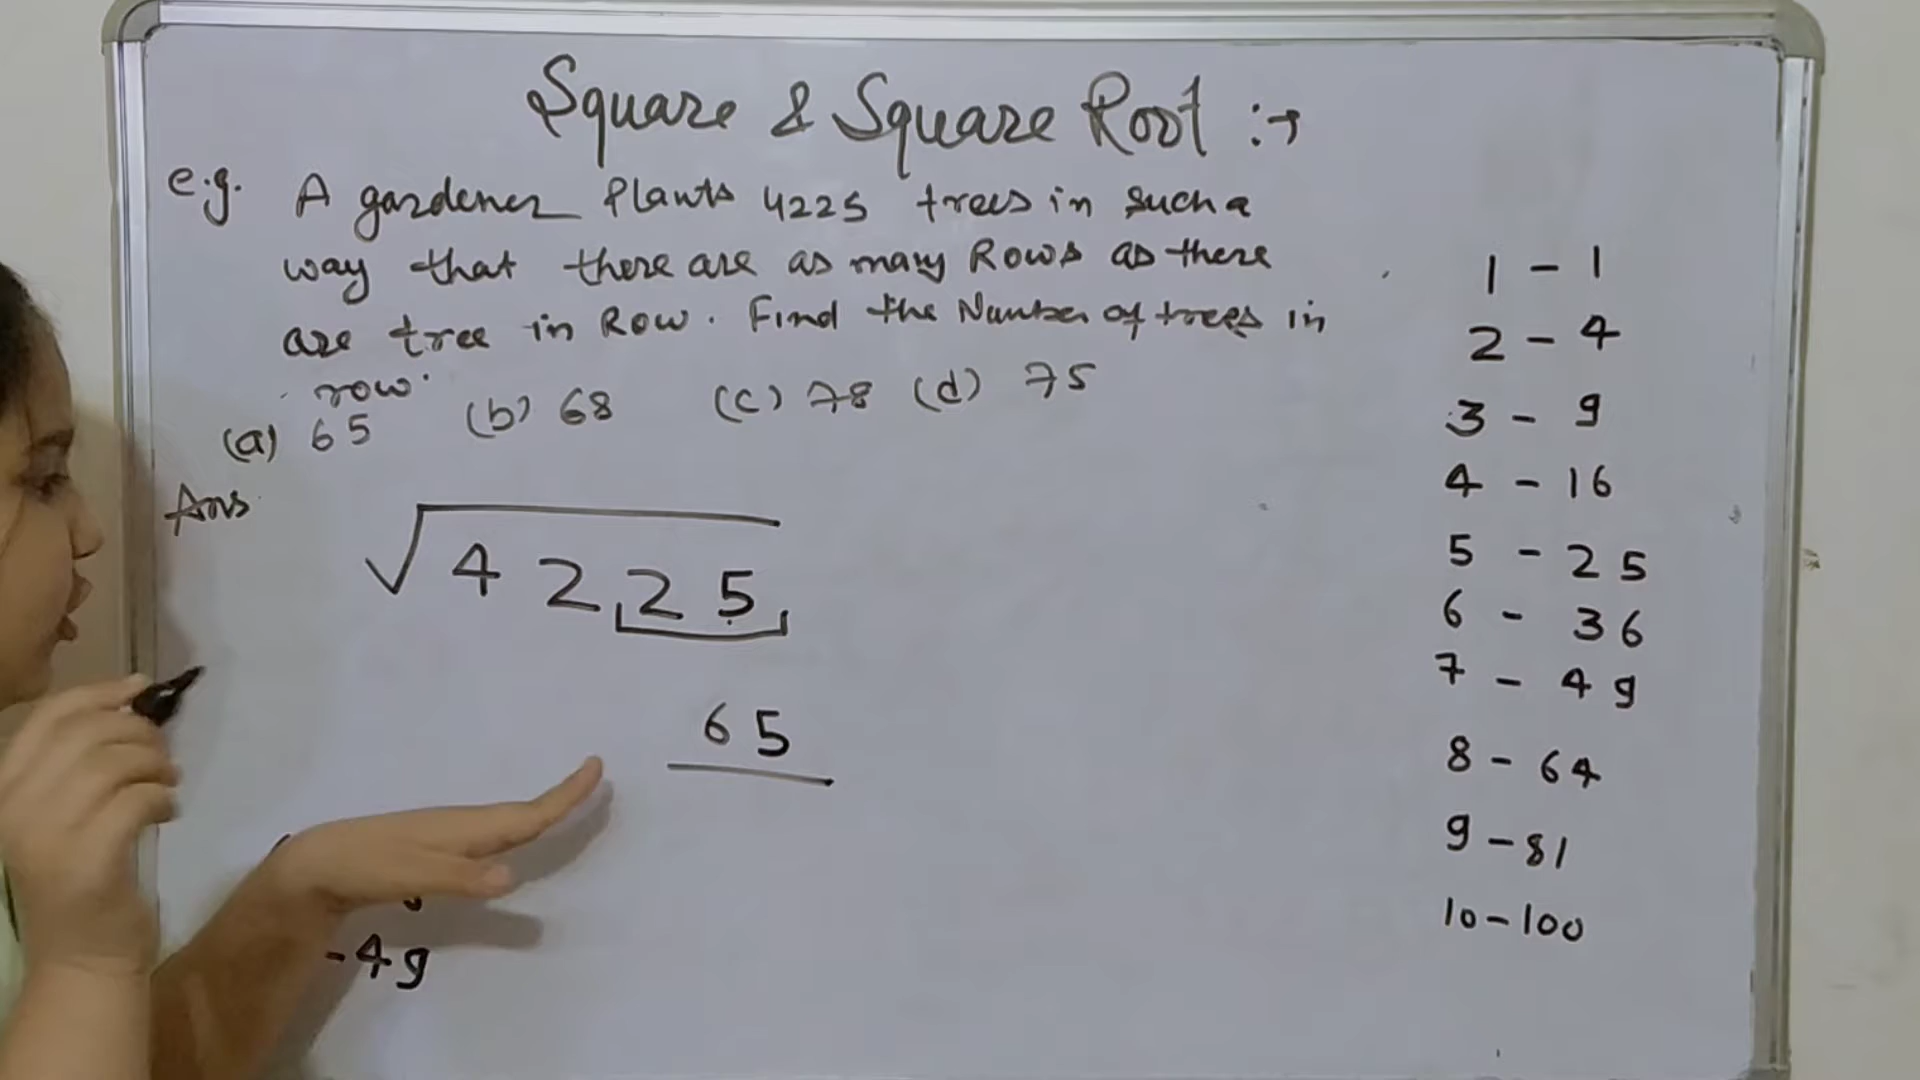 Square & Square Root :→
e.g. A gardener Plants 4225 trees in such a
way that there are as many Rows as there
are tree in Row. Find the Number of trees in
row.
(a) 65 (b) 68 (c) 78 (d) 75
Ans
√4225
65
-49
1 - 1
2 - 4
3 - 9
4 - 16
5 - 25
6 - 36
7 - 49
8 - 64
9 - 81
10 - 100